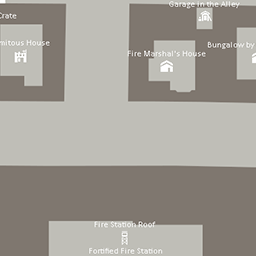 Garage in the Alley
Crate
mitous House
Fire Marshal's House
Bungalow by
Fire Station Roof
Fortified Fire Station